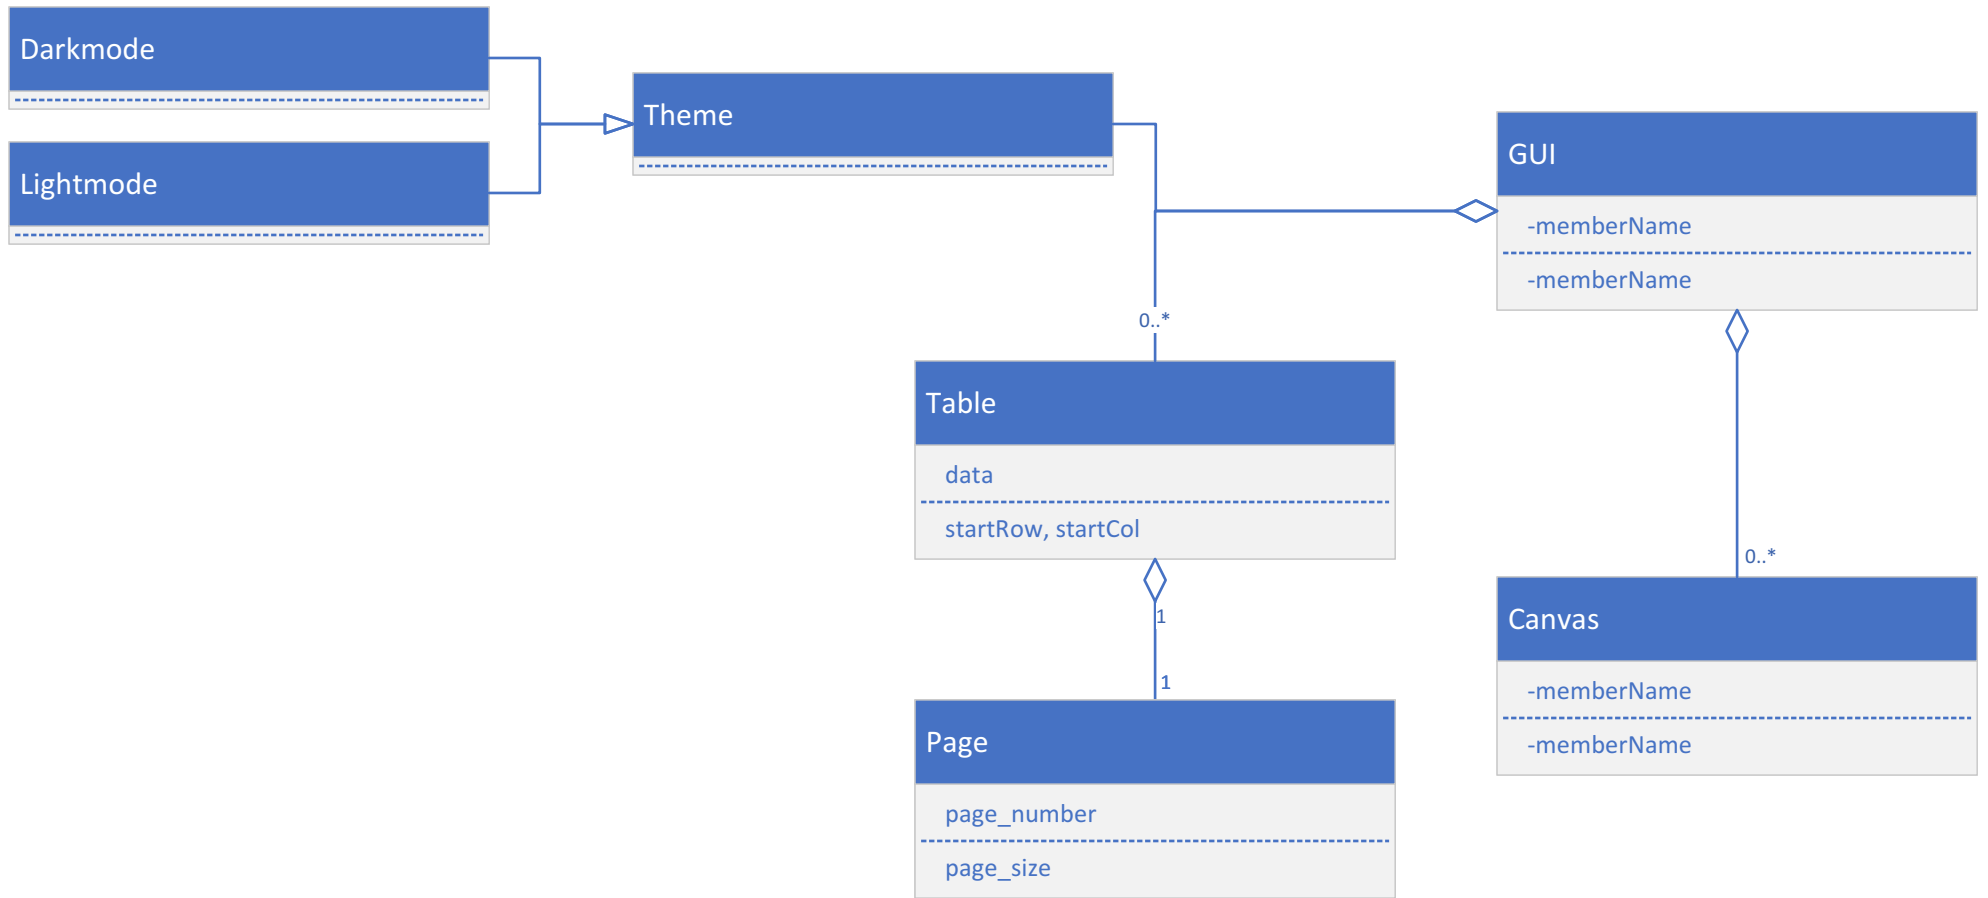 Darkmode
Lightmode
Theme
GUI
-memberName
-memberName
0..*
Table
data
startRow, startCol
1
1
Page
page_number
page_size
0..*
Canvas
-memberName
-memberName